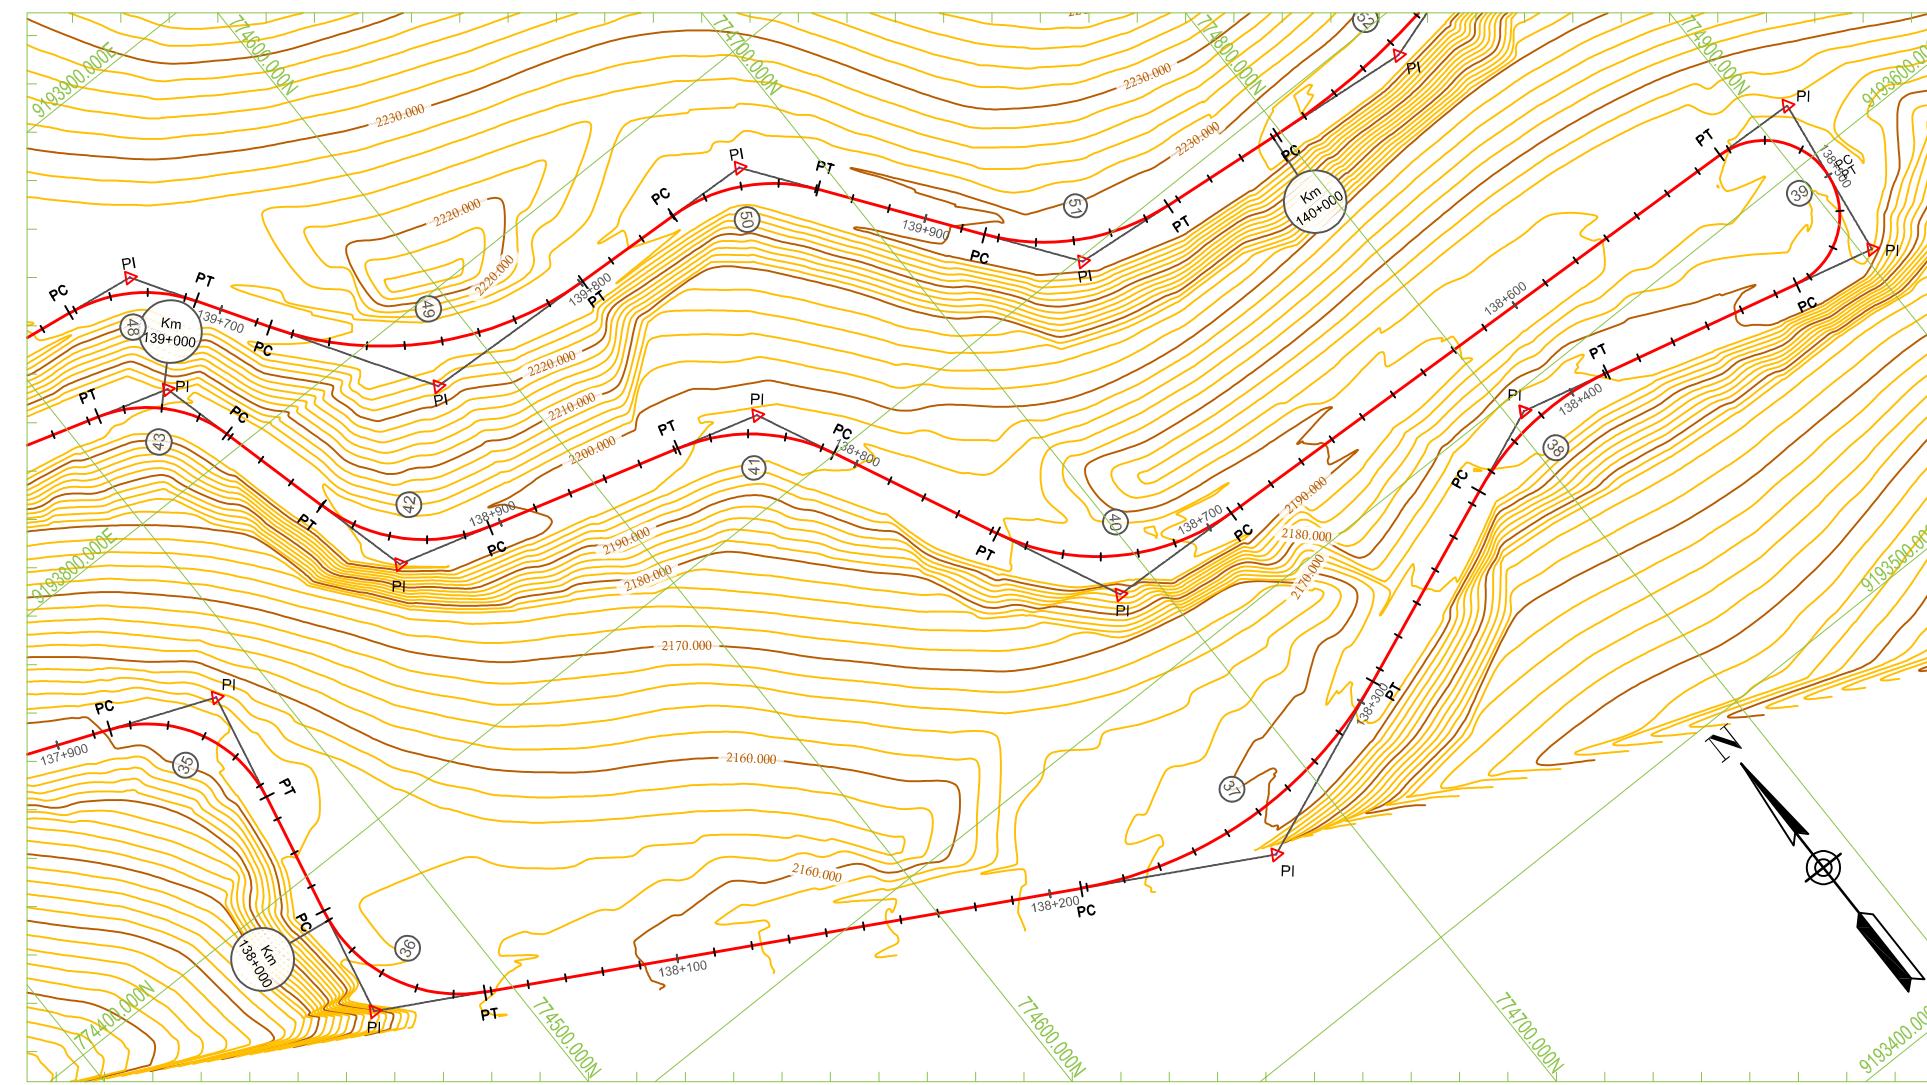 9193900.000E
774600.000N
774700.000N
774800.000N
774900.000N
9193600.000
52
PI
2230.000
2230.000
2230.000
PI
PT
PC
Km
140+000
PI
PT
PC
2220.000
50
51
139+900
PC
PT
PI
39
PI
PC
PI
PC
PT
48
Km
139+000
139+700
PC
49
2220.000
139+800
PT
138+600
2220.000
PI
2210.000
PI
PT
PC
43
42
2200.000
PT
PI
PC
138+800
41
PT
138+400
PI
38
PC
PT
PI
138+900
PC
2190.000
2180.000
PT
40
138+700
PC
2190.000
2180.000
2170.000
PI
9193800.000E
9193500.00
2170.000
PI
PC
137+900
35
PT
2160.000
138+300
PT
37
N
2160.000
PI
PC
Km
138+000
36
PI
PT
138+100
138+200
PC
774400.000N
774500.000N
774600.000N
774700.000N
9193400.000